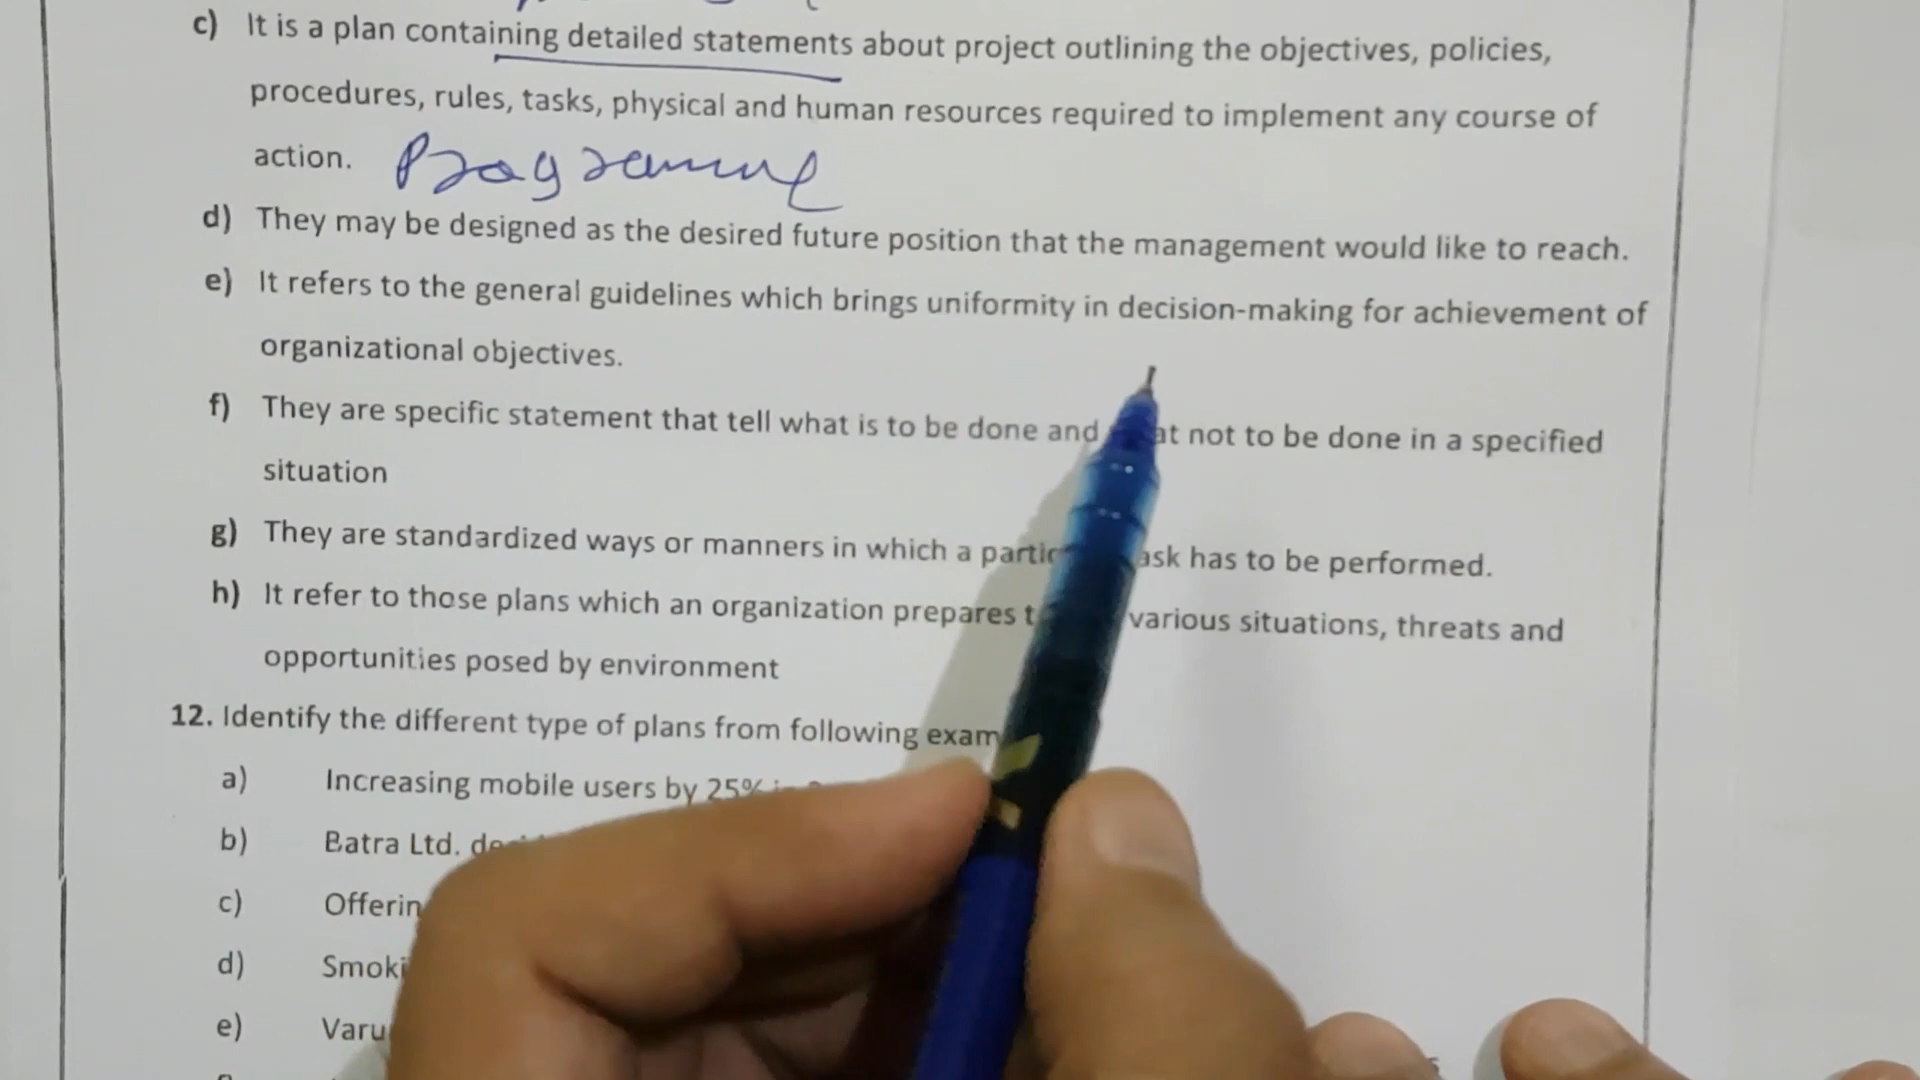 c) It is a plan containing detailed statements about project outlining the objectives, policies,
procedures, rules, tasks, physical and human resources required to implement any course of
action. Programme
d) They may be designed as the desired future position that the management would like to reach.
e) It refers to the general guidelines which brings uniformity in decision-making for achievement of
organizational objectives.
f) They are specific statement that tell what is to be done and at not to be done in a specified
situation
g) They are standardized ways or manners in which a partic ask has to be performed.
h) It refer to those plans which an organization prepares t various situations, threats and
opportunities posed by environment
12. Identify the different type of plans from following exam
a) Increasing mobile users by 25%
b) Batra Ltd. de
c) Offerin
d) Smoki
e) Varu